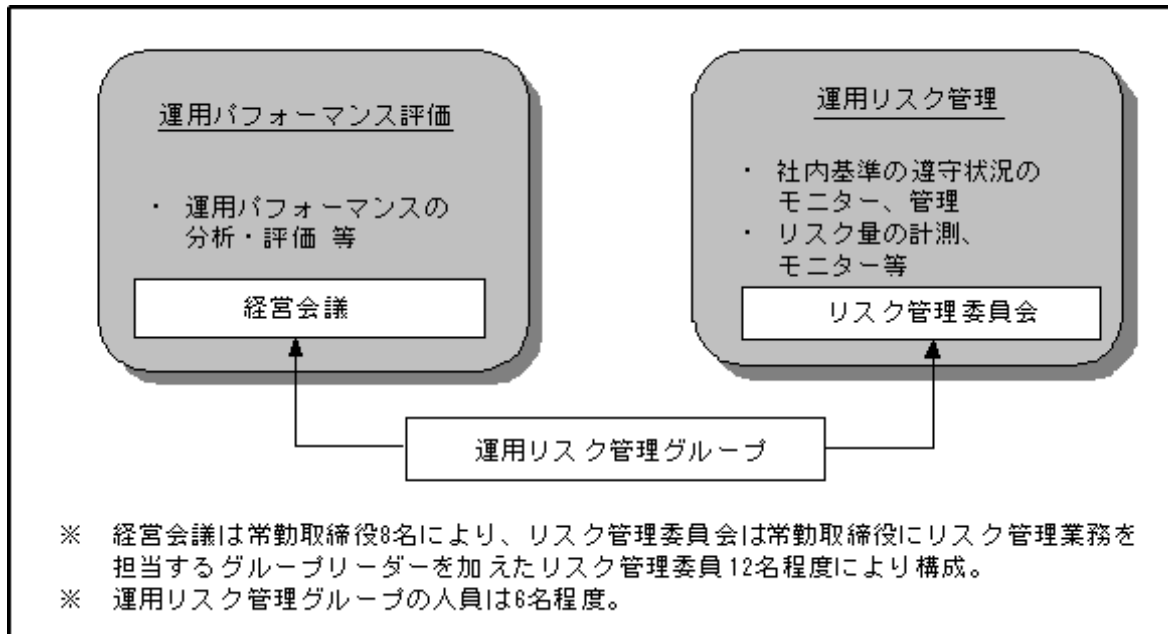 運用パフォーマンス評価
・ 運用パフォーマンスの
分析・評価 等
経営会議
運用リスク管理
・ 社内基準の遵守状況の
モニター、管理
・ リスク量の計測、
モニター等
リスク管理委員会
運用リスク管理グループ
※ 経営会議は常勤取締役8名により、リスク管理委員会は常勤取締役にリスク管理業務を
担当するグループリーダーを加えたリスク管理委員12名程度により構成。
※ 運用リスク管理グループの人員は6名程度。